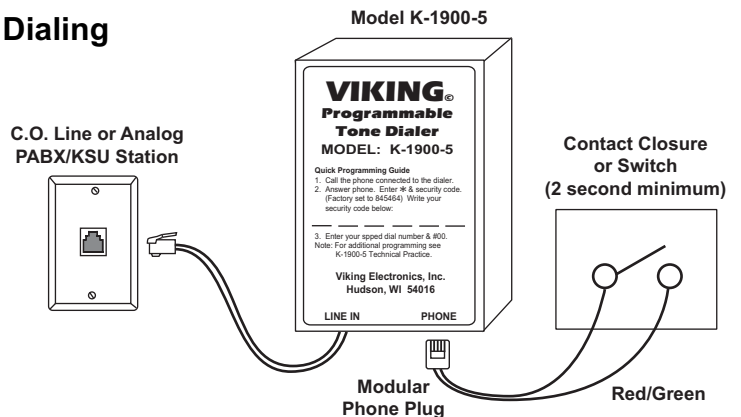 Dialing
Model K-1900-5
C.O. Line or Analog
PABX/KSU Station
VIKING©
Programmable
Tone Dialer
MODEL: K-1900-5
Quick Programming Guide
1. Call the phone connected to the dialer.
2. Answer phone. Enter * & security code.
(Factory set to 845464) Write your
security code below:
3. Enter your spped dial number & #00.
Note: For additional programming see
K-1900-5 Technical Practice.
Viking Electronics, Inc.
Hudson, WI 54016
LINE IN
PHONE
Contact Closure
or Switch
(2 second minimum)
Modular
Phone Plug
Red/Green